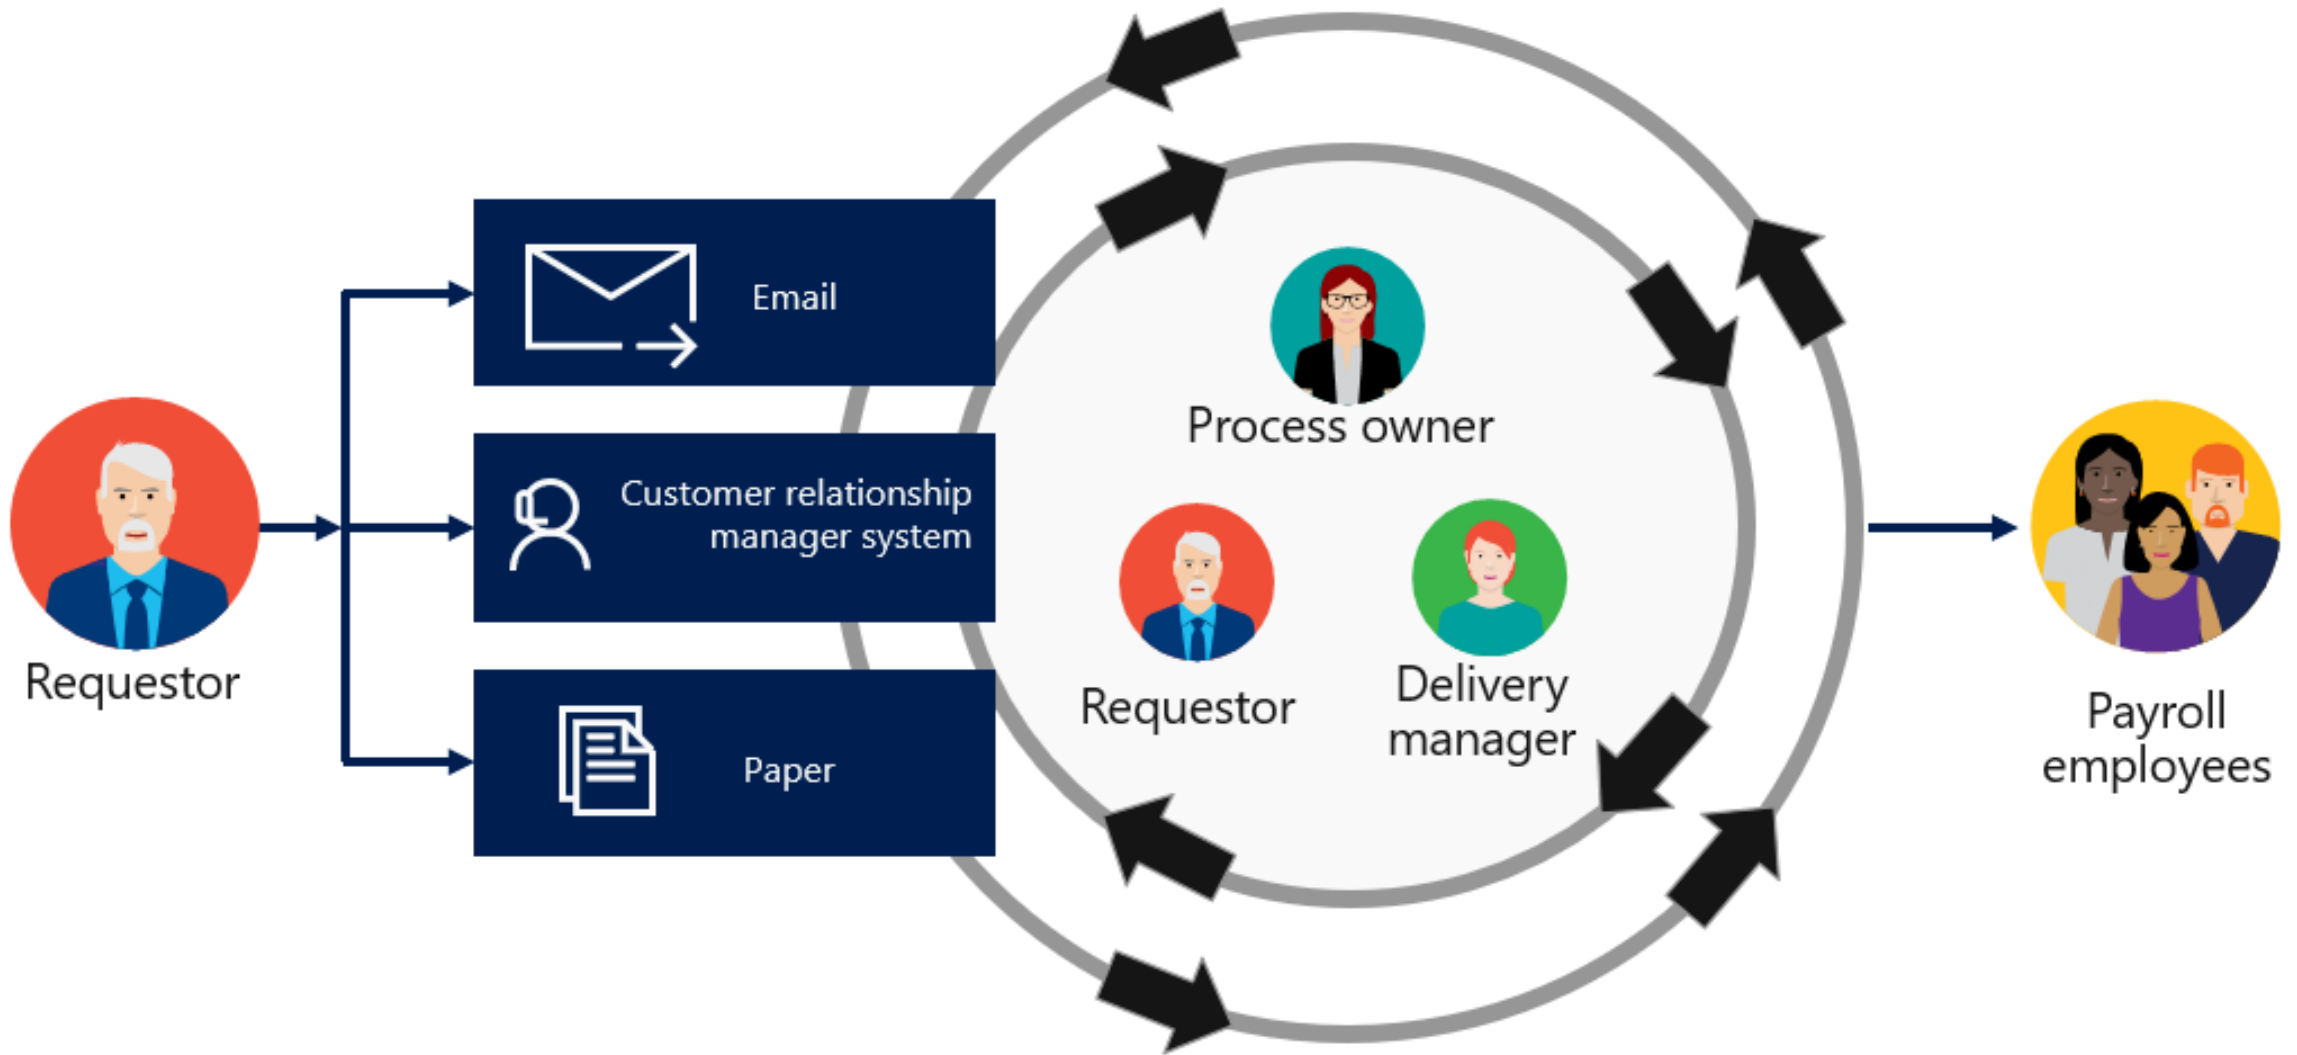 Requestor
Email
Customer relationship
manager system
Paper
Process owner
Requestor
Delivery
manager
Payroll
employees